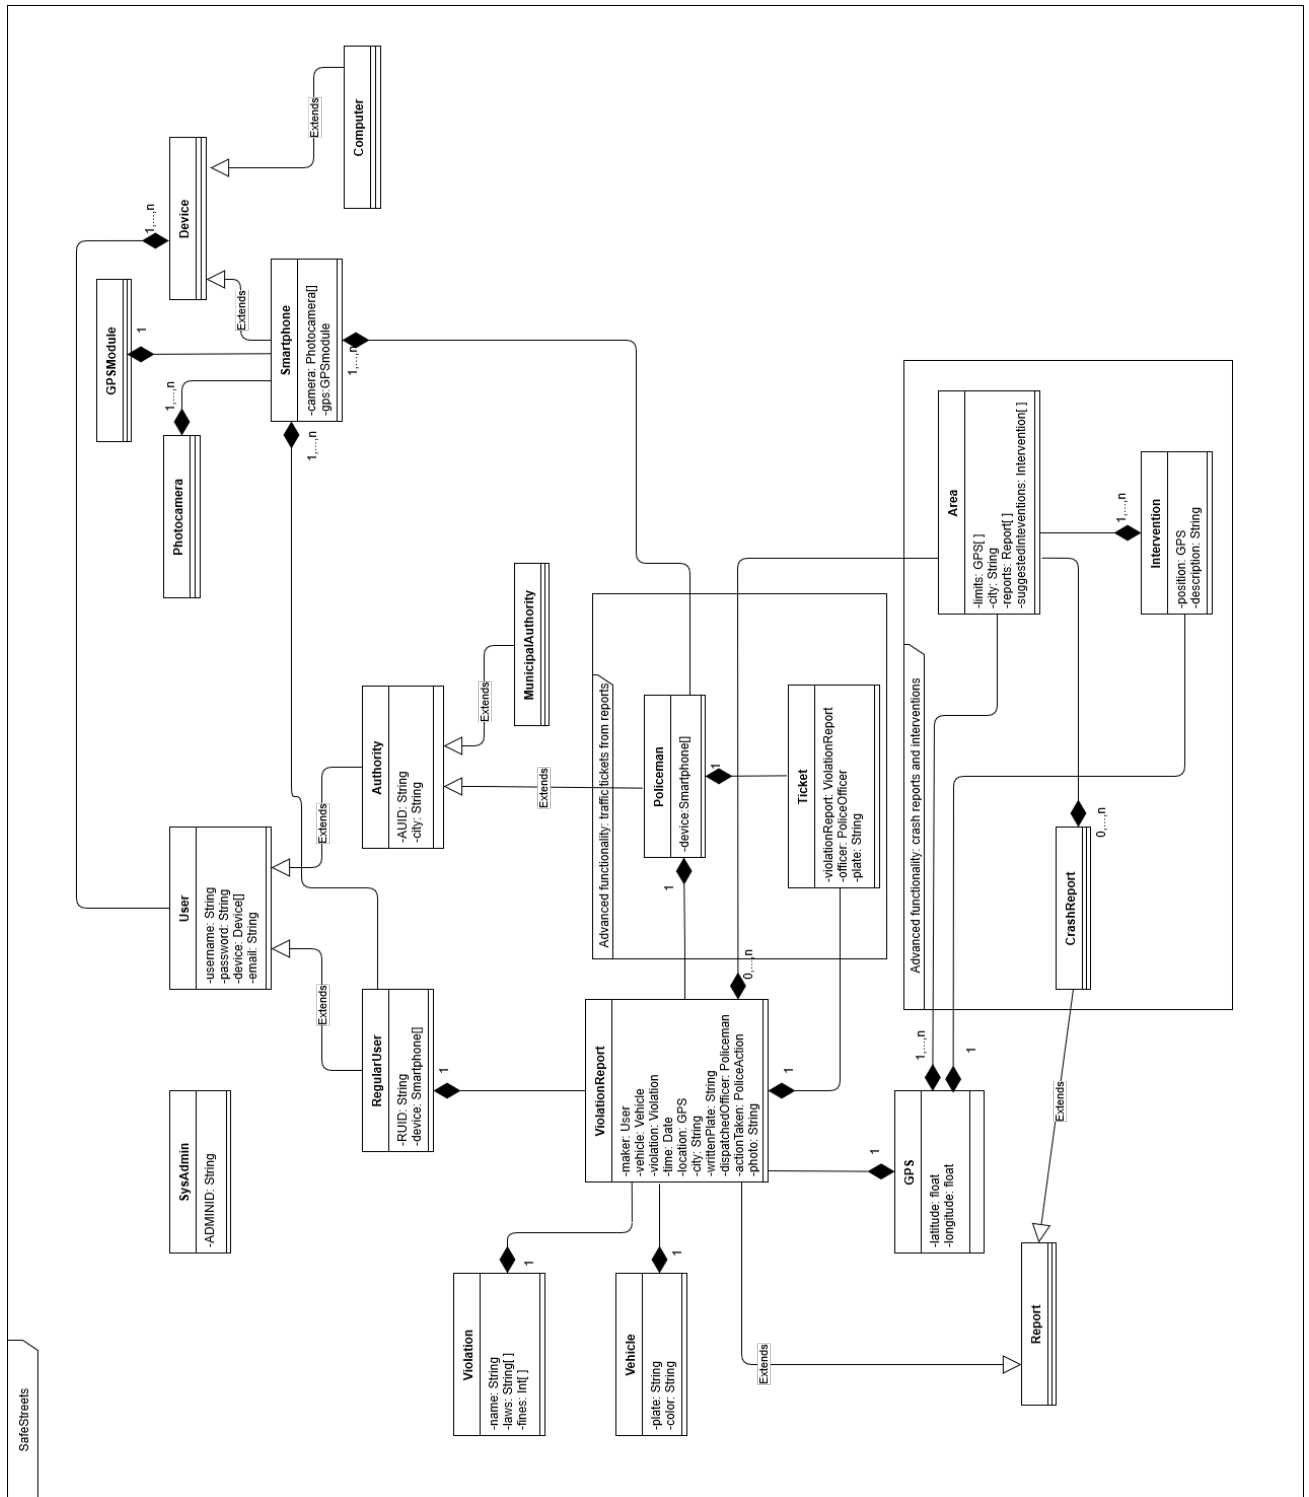 SafeStreets
SysAdmin
-ADMINID: String
User
-username: String
-password: String
-device: Device[]
-email: String
GPSModule
1
Photocamera
1,...,n
Device
1,...,n
Extends
Extends
Computer
Smartphone
-camera: Photocamera[]
-gps:GPSmodule
1,...,n
1,...,n
Extends
Extends
RegularUser
-RUID: String
-device: Smartphone[]
1
Authority
-AUID: String
-city: String
Extends
MunicipalAuthority
Extends
Violation
-name: String
-laws: String[ ]
-fines: Int[ ]
1
ViolationReport
-maker: User
-vehicle: Vehicle
-violation: Violation
-time: Date
-location: GPS
-city: String
-writtenPlate: String
-dispatchedOfficer: Policeman
-actionTaken: PoliceAction
-photo: String
0,...,n
1
Advanced functionality: traffic tickets from reports
Policeman
-device:Smartphone[]
1
1
Ticket
-violationReport: ViolationReport
-officer: PoliceOfficer
-plate: String
Vehicle
-plate: String
-color: String
1
Extends
GPS
-latitude: float
-longitude: float
1
1,...,n
1
Advanced functionality: crash reports and interventions
Area
-limits: GPS[ ]
-city: String
-reports: Report[ ]
-suggestedInteventions: Intervention[ ]
Report
Extends
CrashReport
0,...,n
1,...,n
Intervention
-position: GPS
-description: String